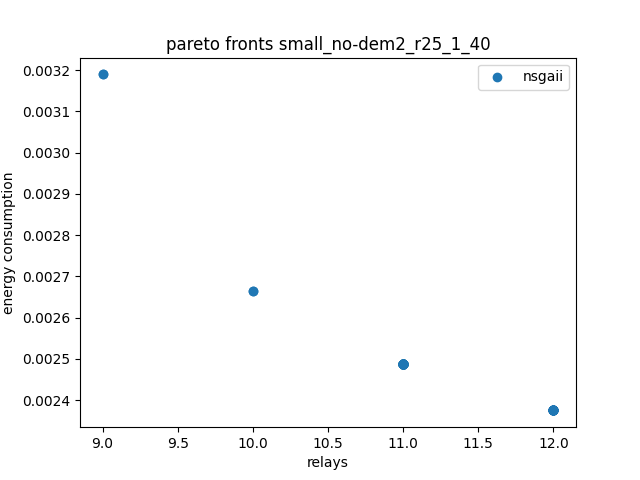 pareto fronts small_no-dem2_r25_1_40
nsgaii
0.0032
0.0031
0.0030
0.0029
0.0028
0.0027
0.0026
0.0025
0.0024
energy consumption
9.0 9.5 10.0 10.5 11.0 11.5 12.0
relays